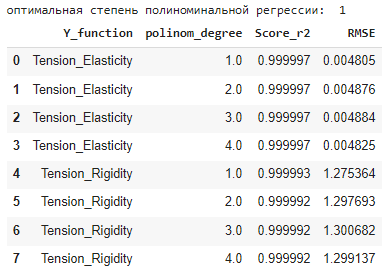 оптимальная степень полиноминальной регрессии:  1
Y_function polinom_degree Score_r2 RMSE
0 Tension_Elasticity 1.0 0.999997 0.004805
1 Tension_Elasticity 2.0 0.999997 0.004876
2 Tension_Elasticity 3.0 0.999997 0.004884
3 Tension_Elasticity 4.0 0.999997 0.004825
4 Tension_Rigidity 1.0 0.999993 1.275364
5 Tension_Rigidity 2.0 0.999992 1.297693
6 Tension_Rigidity 3.0 0.999992 1.300682
7 Tension_Rigidity 4.0 0.999992 1.299137